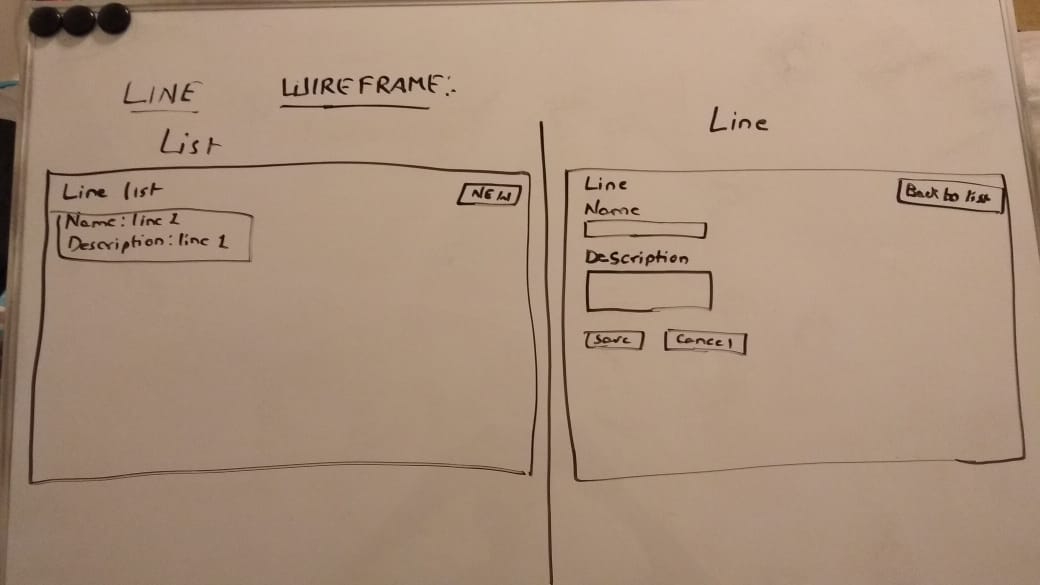 LINE WIREFRAME:-
List
Line list
NEW
Name: line 1
Description: line 1
Line
Line
Back to list
Name
Description
Save
Cancel